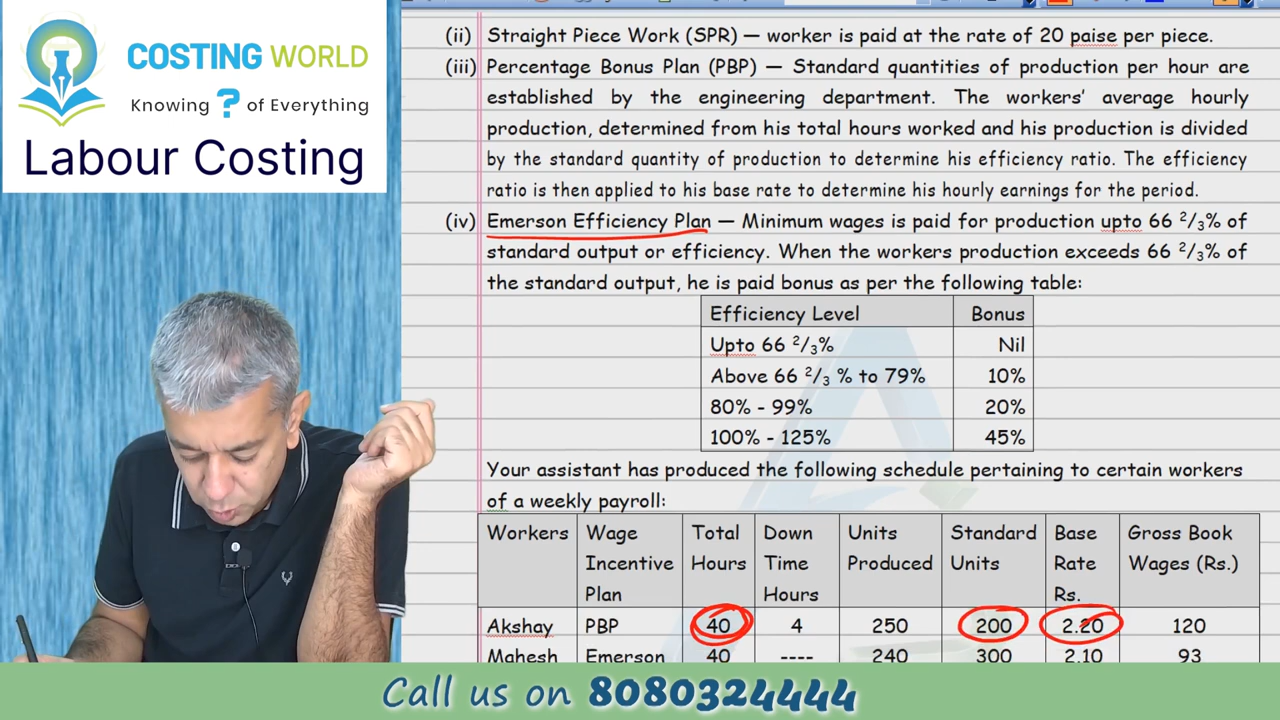 COSTING WORLD
Knowing ? of Everything
Labour Costing
(ii) Straight Piece Work (SPR) — worker is paid at the rate of 20 paise per piece.
(iii) Percentage Bonus Plan (PBP) — Standard quantities of production per hour are
established by the engineering department. The workers' average hourly
production, determined from his total hours worked and his production is divided
by the standard quantity of production to determine his efficiency ratio. The efficiency
ratio is then applied to his base rate to determine his hourly earnings for the period.
(iv) Emerson Efficiency Plan — Minimum wages is paid for production upto 66 2/3% of
standard output or efficiency. When the workers production exceeds 66 2/3% of
the standard output, he is paid bonus as per the following table:
Efficiency Level Bonus
Upto 66 2/3% Nil
Above 66 2/3 % to 79% 10%
80% - 99% 20%
100% - 125% 45%
Your assistant has produced the following schedule pertaining to certain workers
of a weekly payroll:
Workers Wage Total Down Units Standard Base Gross Book
Incentive Hours Time Produced Units Rate Wages (Rs.)
Plan Hours Rs.
Akshay PBP 40 4 250 200 2.20 120
Mahesh Emerson 40 ---- 240 300 2.10 93
Call us on 8080324444